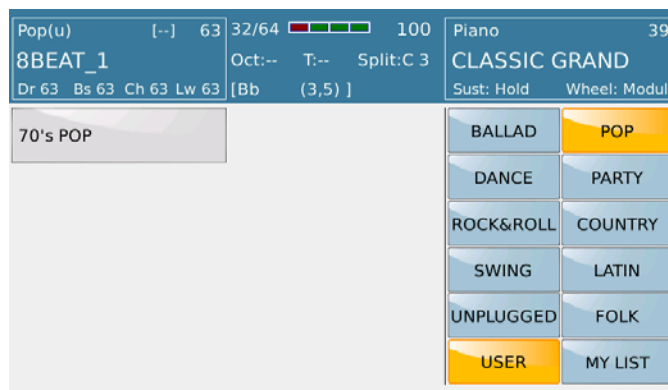 Pop(u) [--] 63 32/64 100 Piano 39
8BEAT_1 Oct:-- T:-- Split:C 3 CLASSIC GRAND
Dr 63 Bs 63 Ch 63 Lw 63 [Bb (3,5) ] Sust: Hold Wheel: Modul
70's POP
BALLAD POP
DANCE PARTY
ROCK&ROLL COUNTRY
SWING LATIN
UNPLUGGED FOLK
USER MY LIST